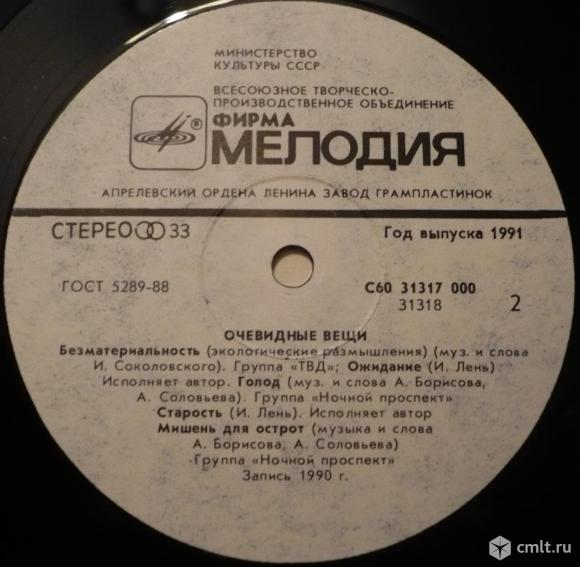 МИНИСТЕРСТВО
КУЛЬТУРЫ СССР
ВСЕСОЮЗНОЕ ТВОРЧЕСКО-
ПРОИЗВОДСТВЕННОЕ ОБЪЕДИНЕНИЕ
ФИРМА
® МЕЛОДИЯ
АПРЕЛЕВСКИЙ ОРДЕНА ЛЕНИНА ЗАВОД ГРАМПЛАСТИНОК
СТЕРЕО 33 Год выпуска 1991
ГОСТ 5289-88 С60 31317 000
31318 2
ОЧЕВИДНЫЕ ВЕЩИ
Безматериальность (экологические размышления) (муз. и слова
И. Соколовского). Группа «ТВД»; Ожидание (И. Лень).
Исполняет автор. Голод (муз. и слова А. Борисова,
А. Соловьева). Группа «Ночной проспект»
Старость (И. Лень). Исполняет автор
Мишень для острот (музыка и слова
А. Борисова, А. Соловьева)
Группа «Ночной проспект»
Запись 1990 г.
cmlt.ru